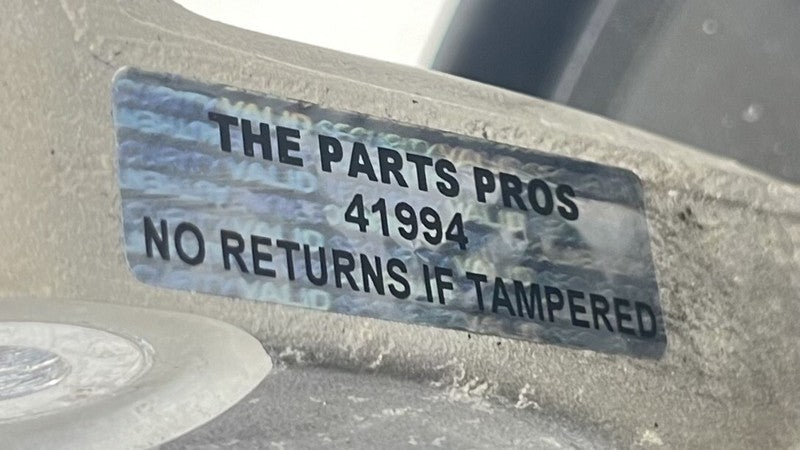 THE PARTS PROS
41994
NO RETURNS IF TAMPERED